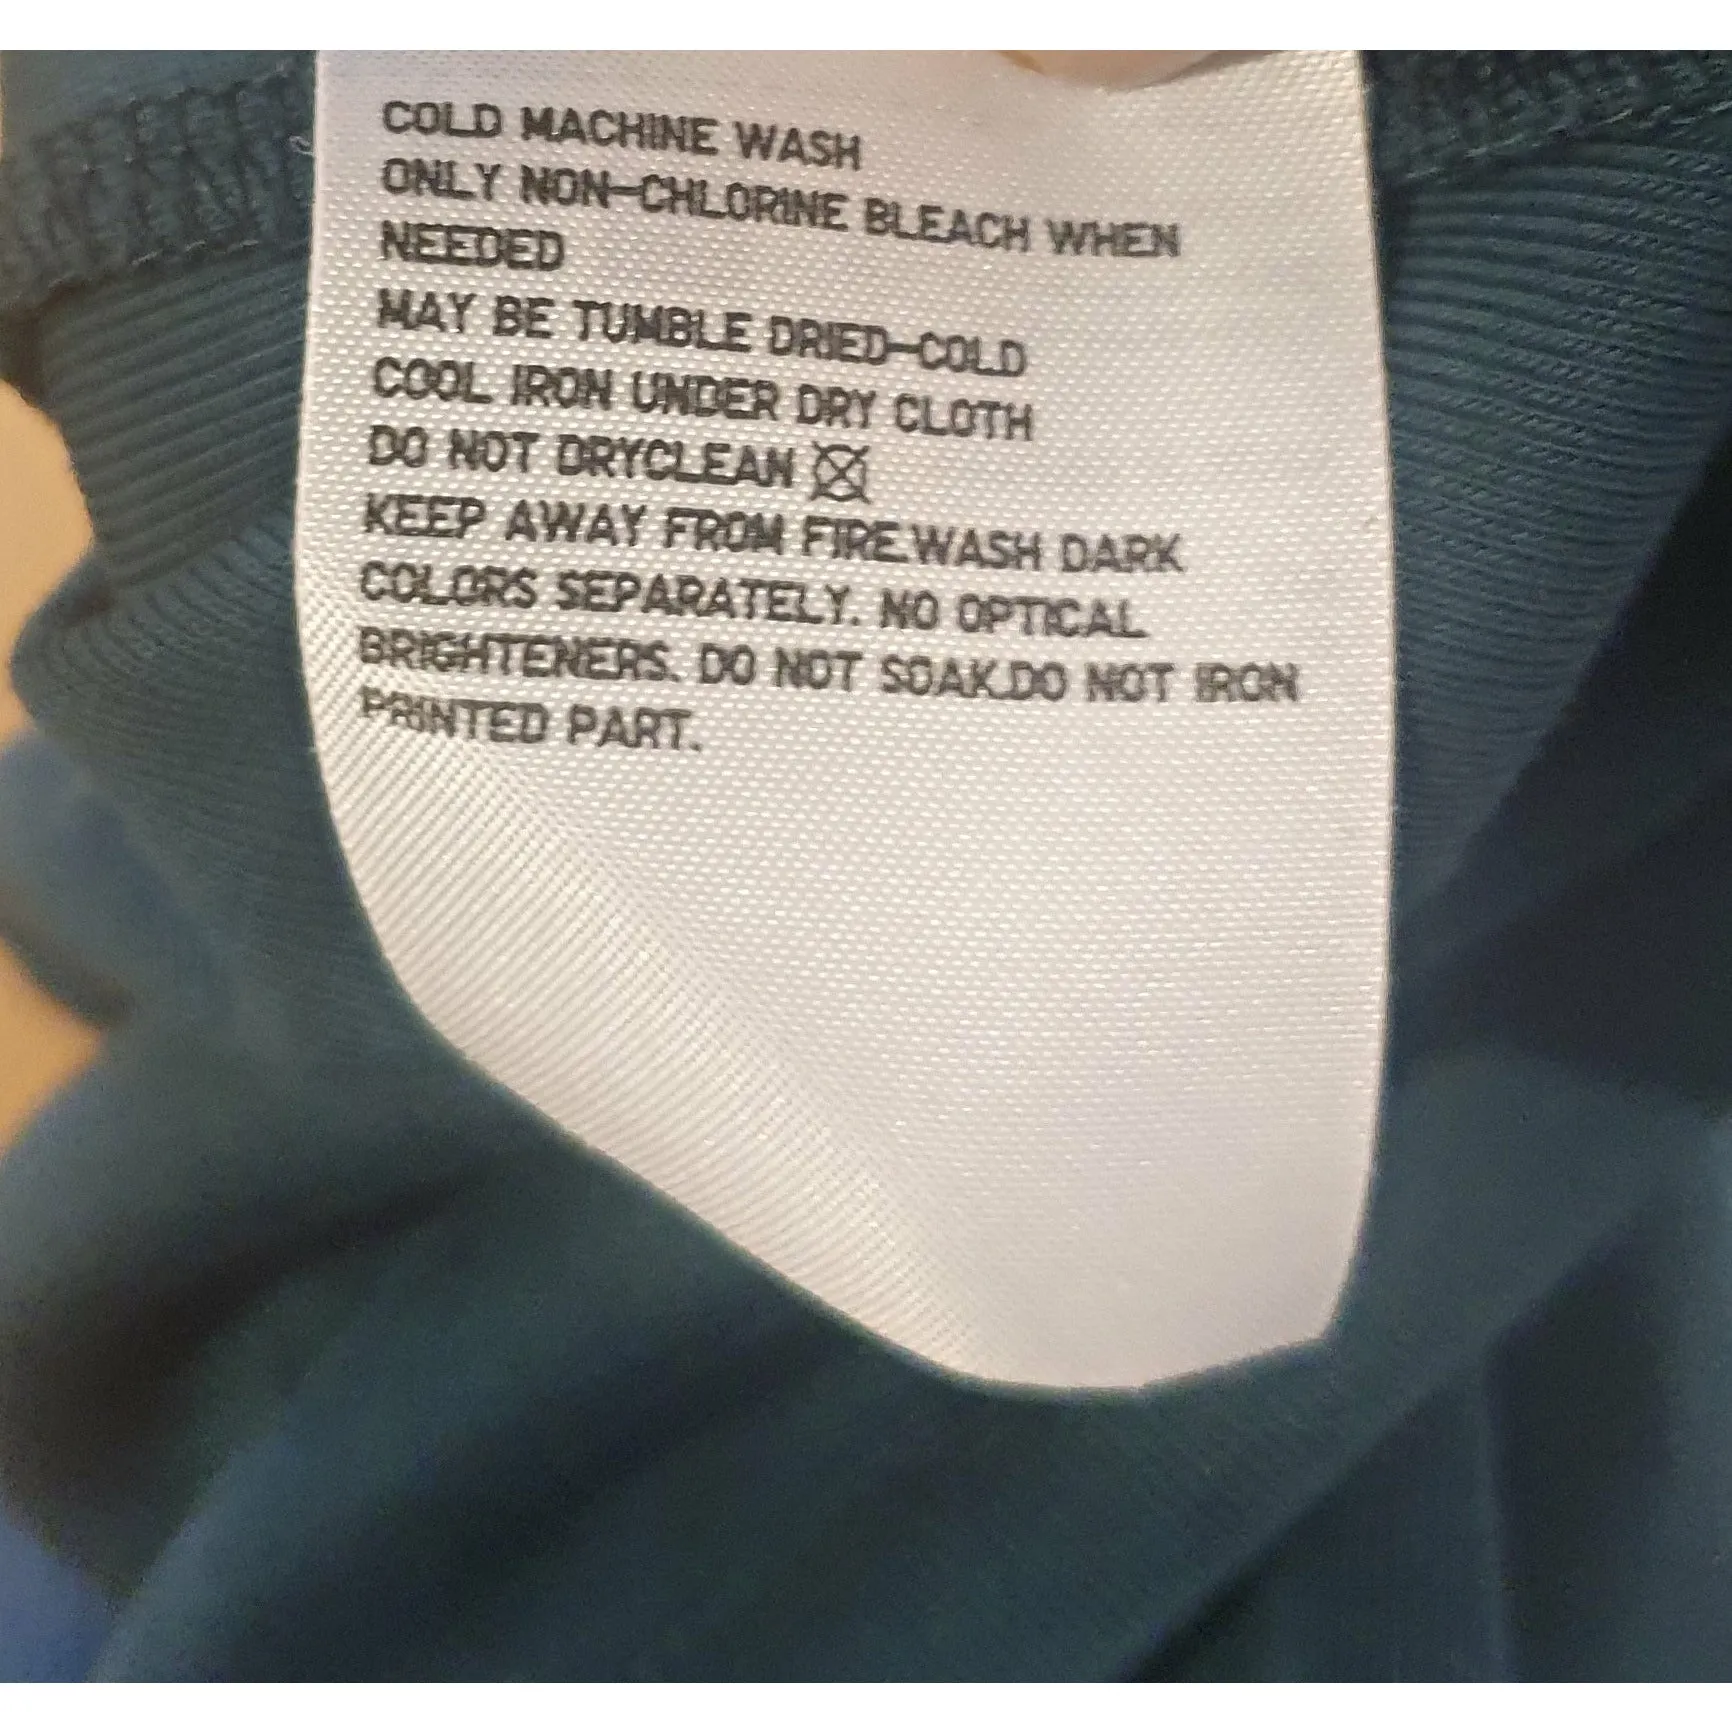 COLD MACHINE WASH
ONLY NON-CHLORINE BLEACH WHEN
NEEDED
MAY BE TUMBLE DRIED-COLD
COOL IRON UNDER DRY CLOTH
DO NOT DRYCLEAN
KEEP AWAY FROM FIRE.WASH DARK
COLORS SEPARATELY. NO OPTICAL
BRIGHTENERS. DO NOT SOAK.DO NOT IRON
PRINTED PART.